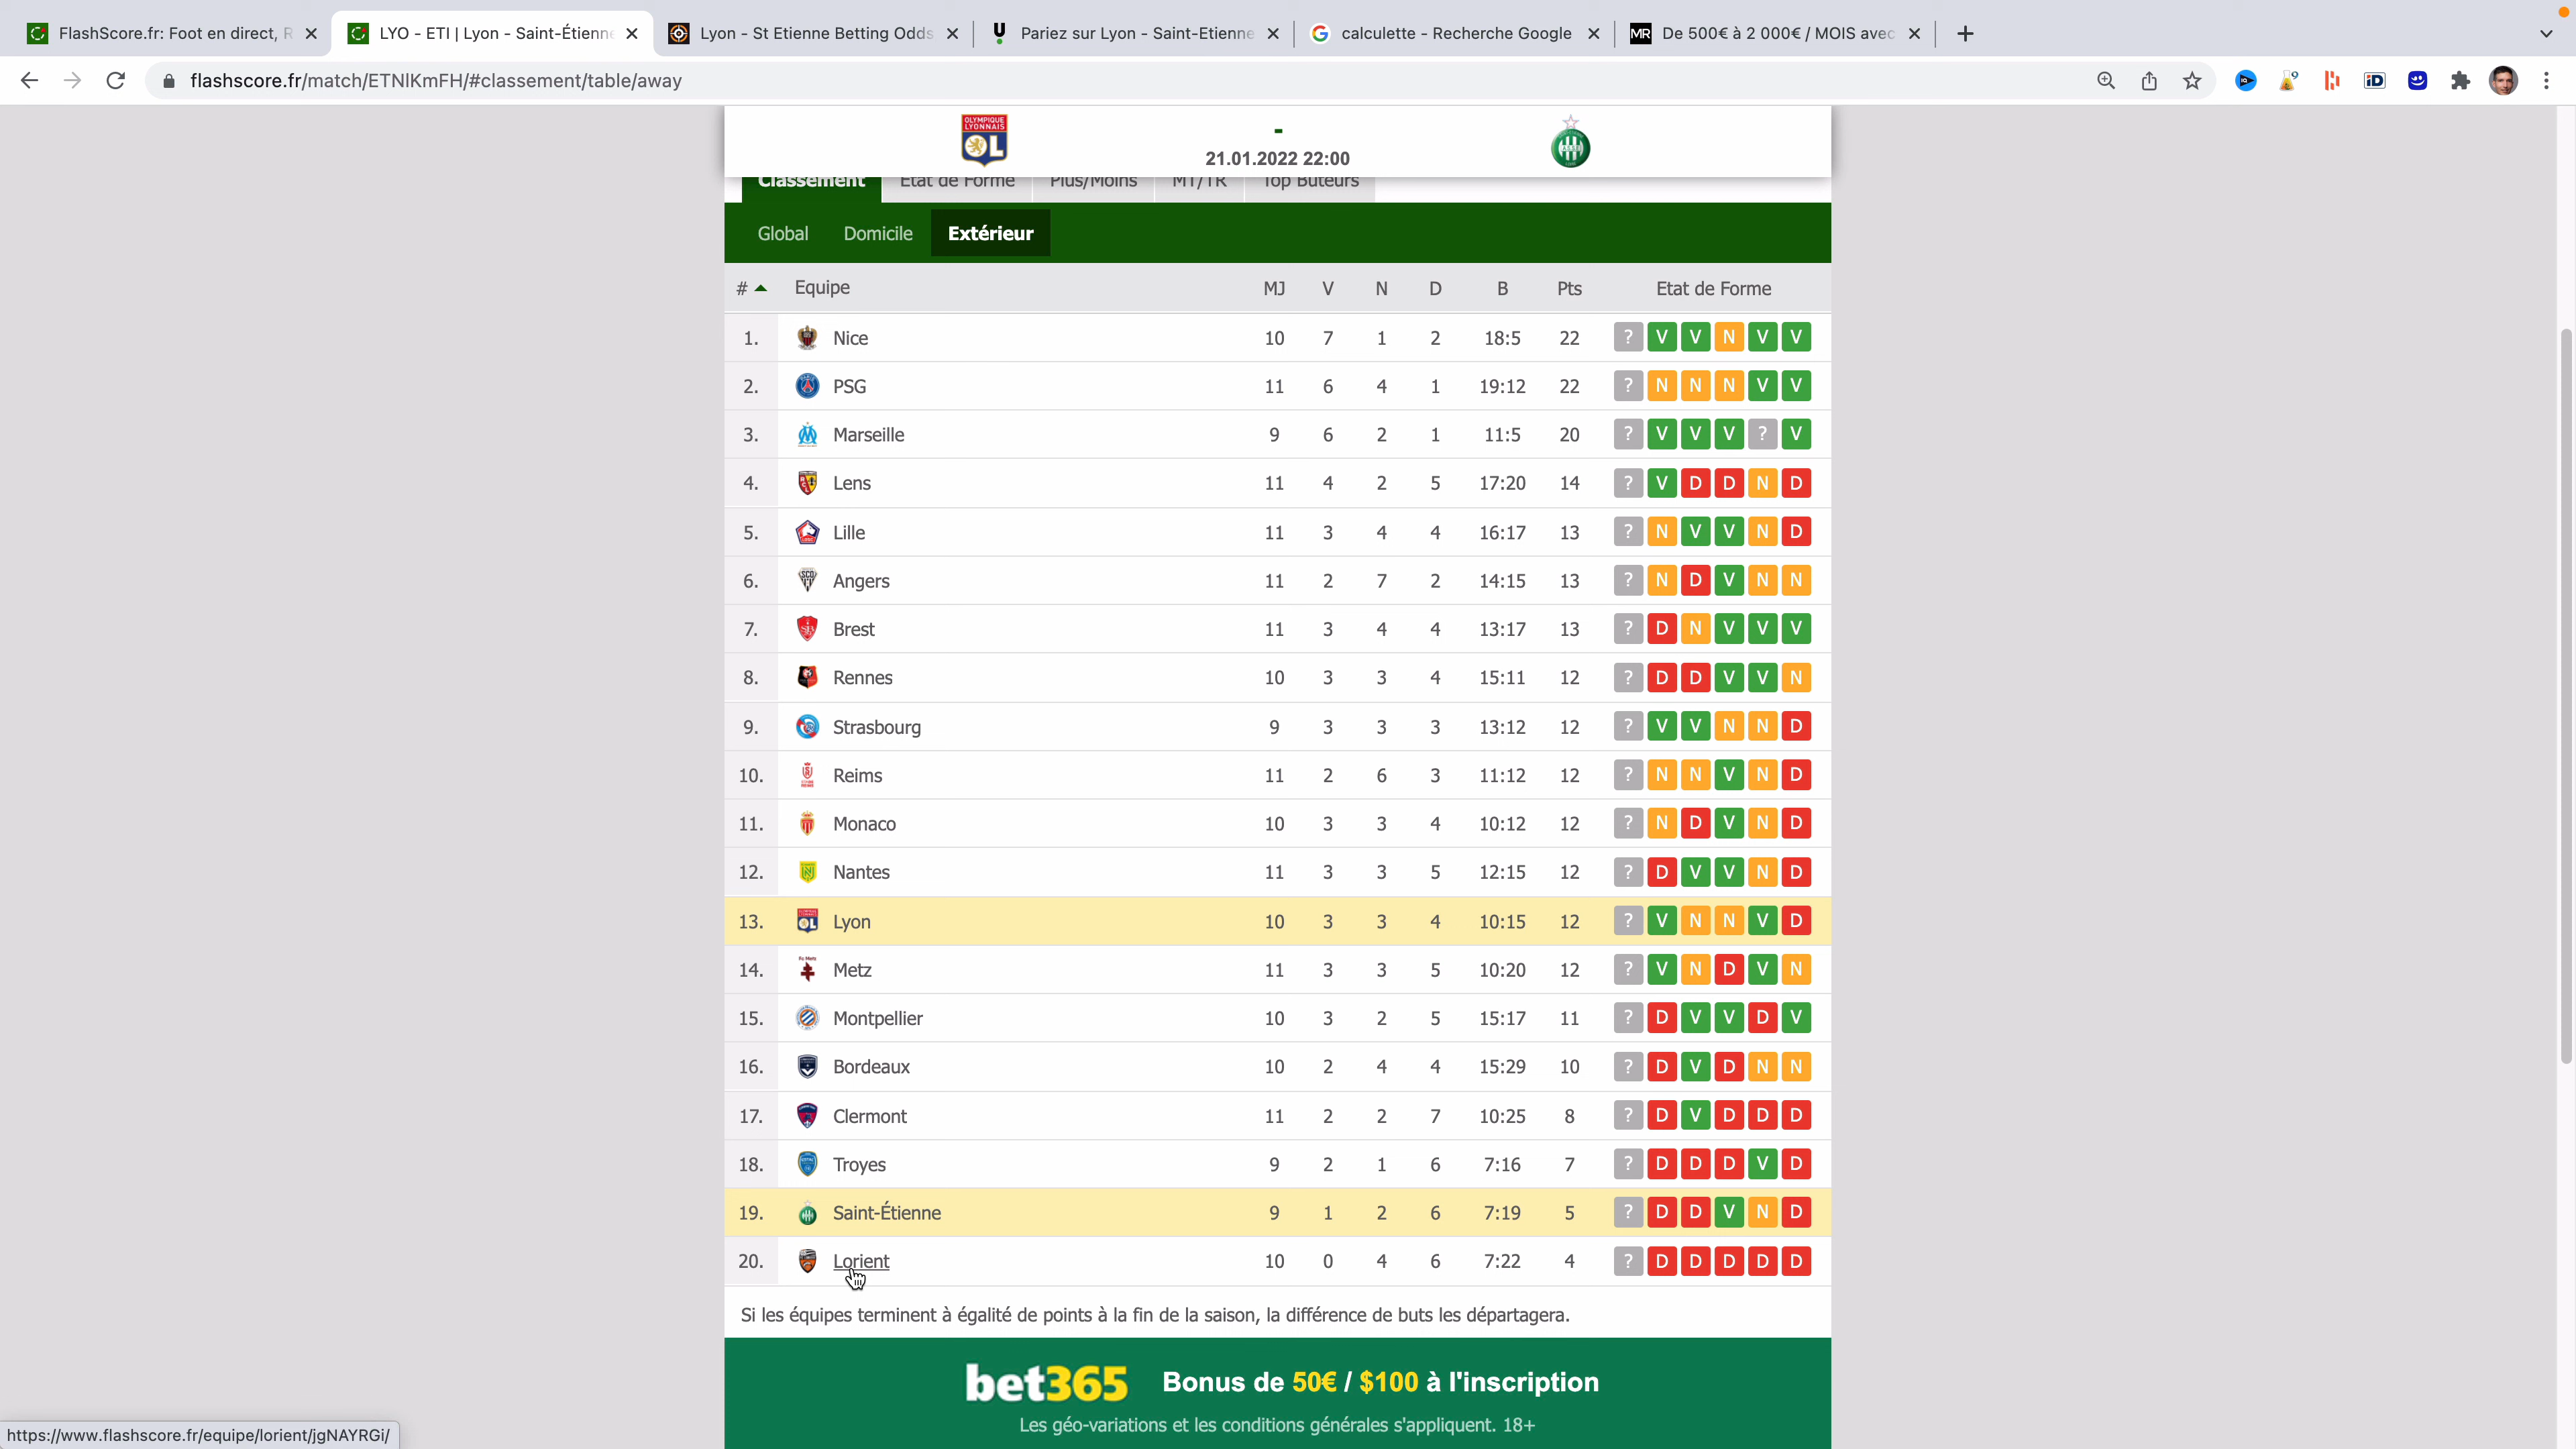 FlashScore.fr: Foot en direct, R
LYO - ETI | Lyon - Saint-Étienne
Lyon - St Etienne Betting Odds
Pariez sur Lyon - Saint-Etienne
calculette - Recherche Google
De 500€ à 2 000€ / MOIS avec
flashscore.fr/match/ETNlKmFH/#classement/table/away
OLYMPIQUE LYONNAIS OL
-
21.01.2022 22:00
Classement Etat de Forme Plus/Moins MT/TR Top Buteurs
Global Domicile Extérieur
# Equipe MJ V N D B Pts Etat de Forme
1. Nice 10 7 1 2 18:5 22 ? V V N V V
2. PSG 11 6 4 1 19:12 22 ? N N N V V
3. Marseille 9 6 2 1 11:5 20 ? V V V ? V
4. Lens 11 4 2 5 17:20 14 ? V D D N D
5. Lille 11 3 4 4 16:17 13 ? N V V N D
6. Angers 11 2 7 2 14:15 13 ? N D V N N
7. Brest 11 3 4 4 13:17 13 ? D N V V V
8. Rennes 10 3 3 4 15:11 12 ? D D V V N
9. Strasbourg 9 3 3 3 13:12 12 ? V V N N D
10. Reims 11 2 6 3 11:12 12 ? N N V N D
11. Monaco 10 3 3 4 10:12 12 ? N D V N D
12. Nantes 11 3 3 5 12:15 12 ? D V V N D
13. Lyon 10 3 3 4 10:15 12 ? V N N V D
14. Metz 11 3 3 5 10:20 12 ? V N D V N
15. Montpellier 10 3 2 5 15:17 11 ? D V V D V
16. Bordeaux 10 2 4 4 15:29 10 ? D V D N N
17. Clermont 11 2 2 7 10:25 8 ? D V D D D
18. Troyes 9 2 1 6 7:16 7 ? D D D V D
19. Saint-Étienne 9 1 2 6 7:19 5 ? D D V N D
20. Lorient 10 0 4 6 7:22 4 ? D D D D D
Si les équipes terminent à égalité de points à la fin de la saison, la différence de buts les départagera.
bet365 Bonus de 50€ / $100 à l'inscription
Les géo-variations et les conditions générales s'appliquent. 18+
https://www.flashscore.fr/equipe/lorient/jgNAYRGi/